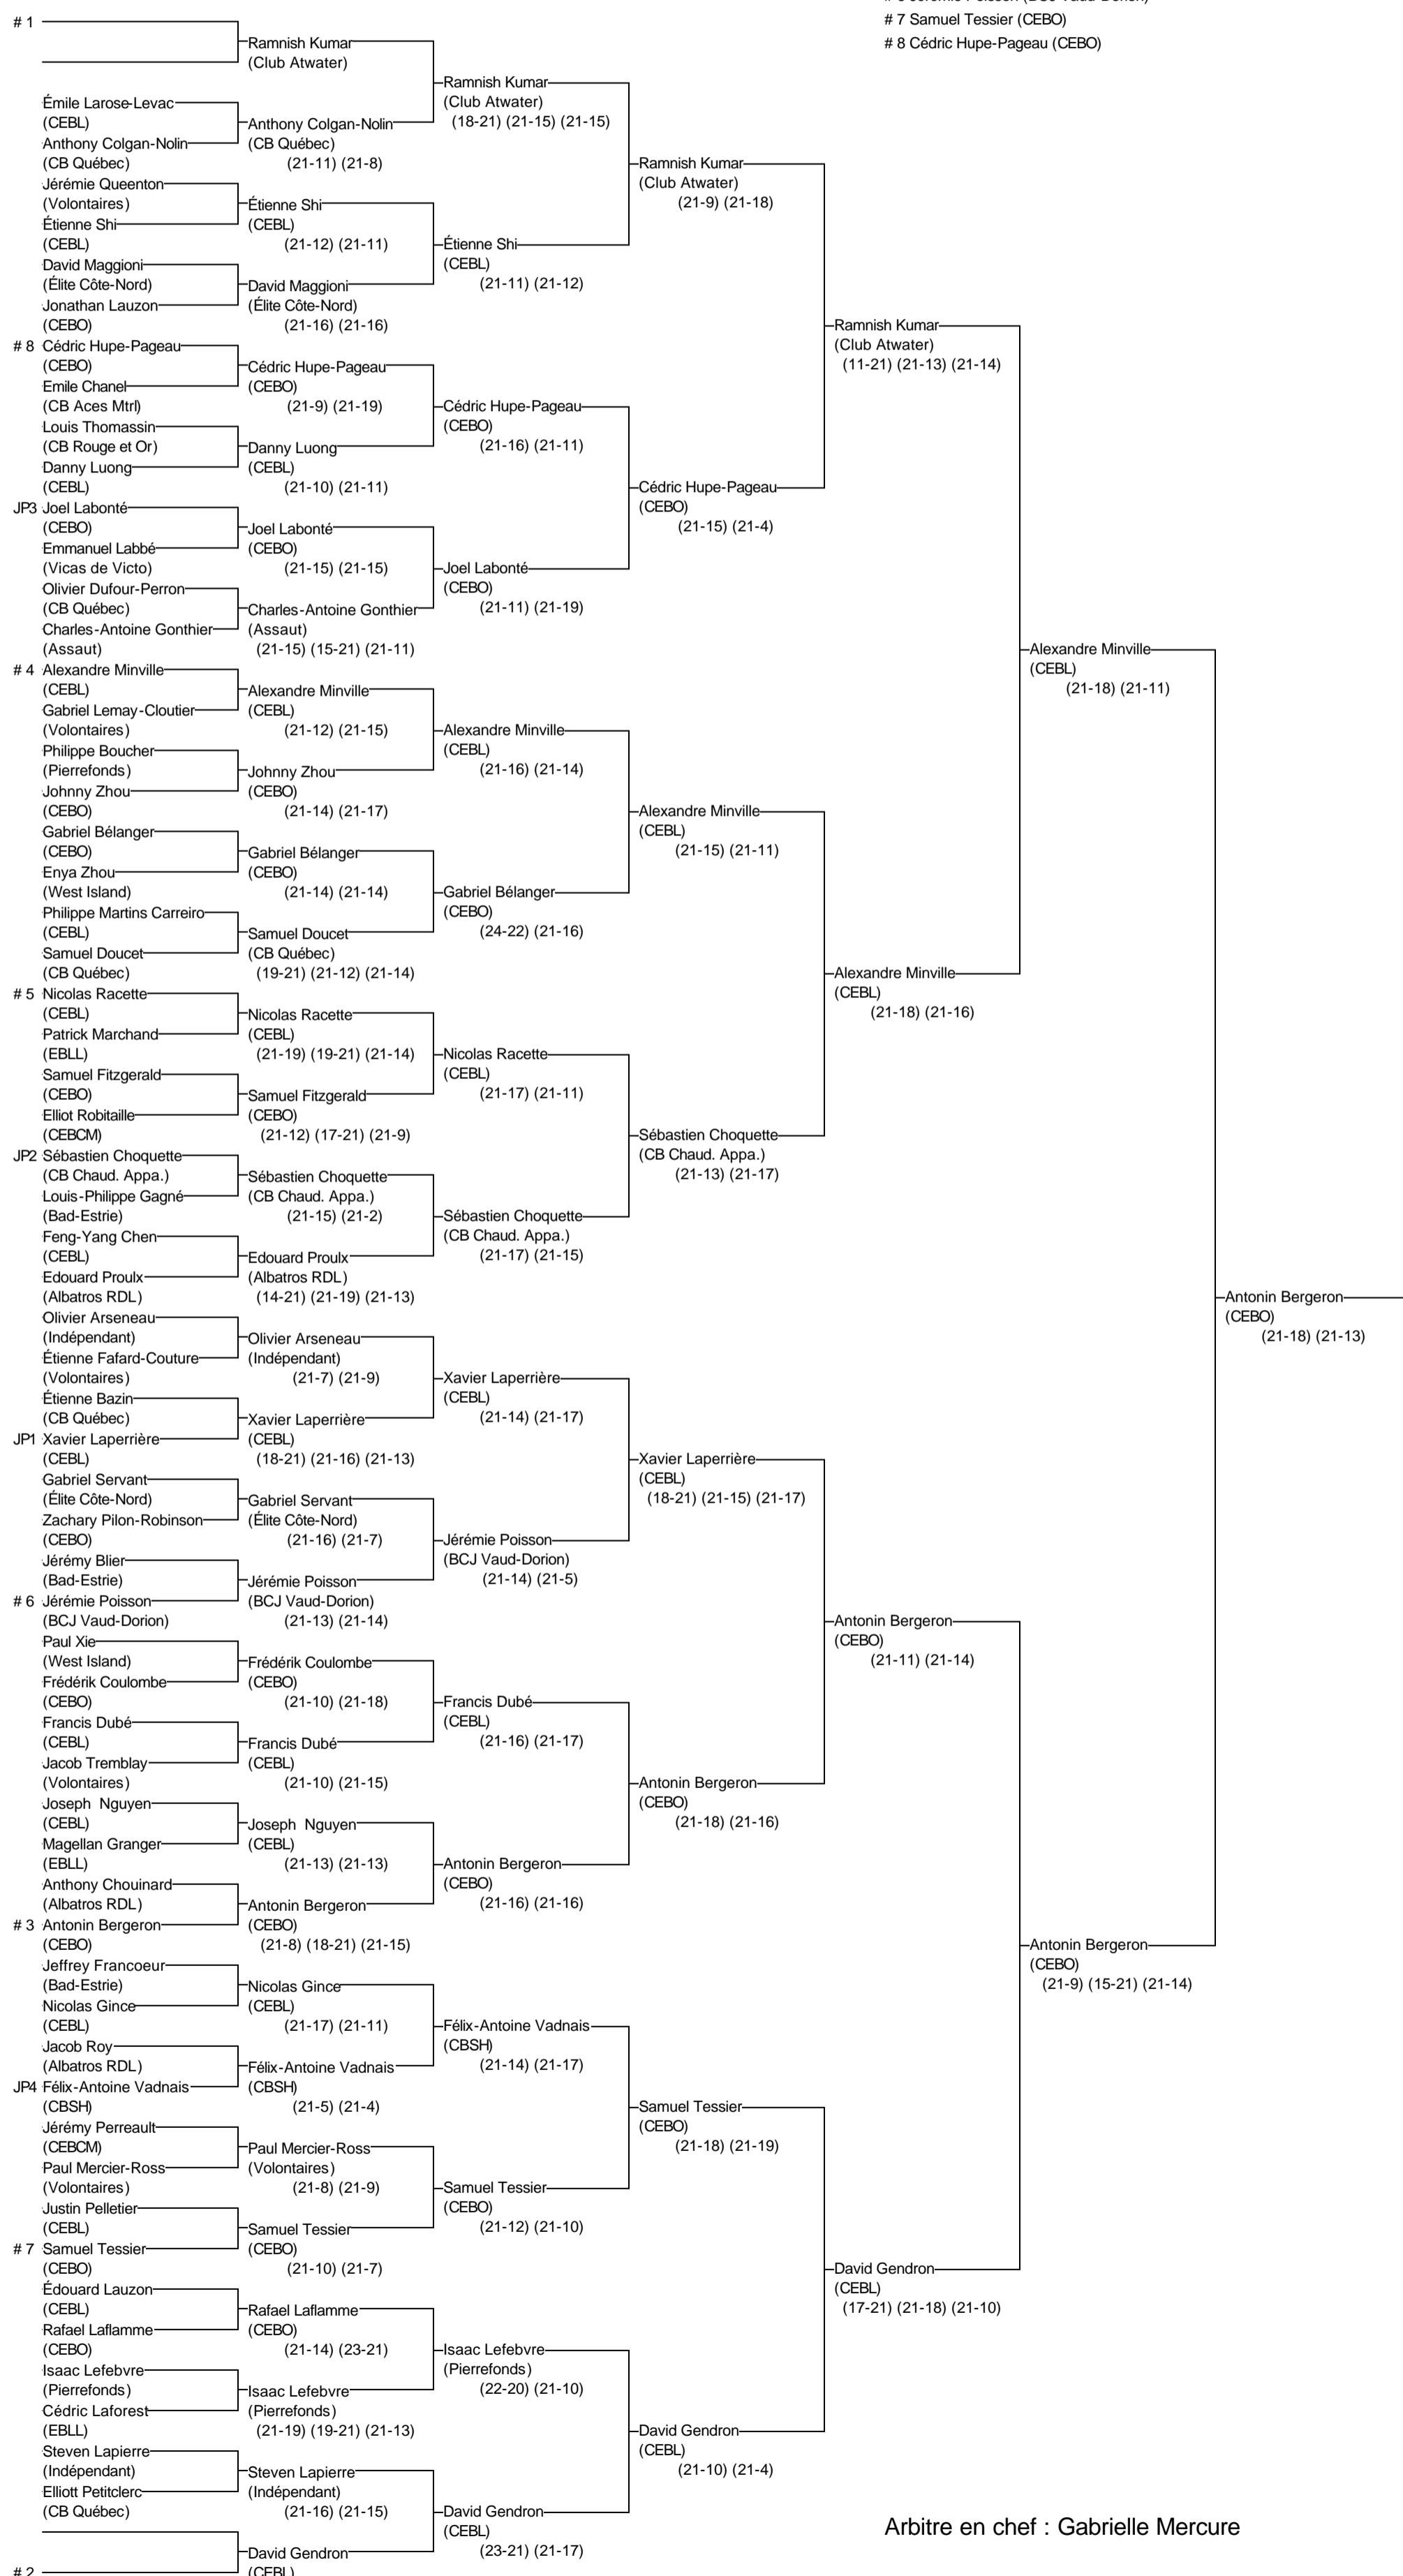 # 7 Samuel Tessier (CEBO)
# 8 Cédric Hupe-Pageau (CEBO)
# 1
Émile Larose-Levac
(CEBL)
Anthony Colgan-Nolin
(CB Québec)
Jérémie Queenton
(Volontaires)
Étienne Shi
(CEBL)
David Maggioni
(Élite Côte-Nord)
Jonathan Lauzon
(CEBO)
# 8 Cédric Hupe-Pageau
(CEBO)
Emile Chanel
(CB Aces Mtrl)
Louis Thomassin
(CB Rouge et Or)
Danny Luong
(CEBL)
JP3 Joel Labonté
(CEBO)
Emmanuel Labbé
(Vicas de Victo)
Olivier Dufour-Perron
(CB Québec)
Charles-Antoine Gonthier
(Assaut)
# 4 Alexandre Minville
(CEBL)
Gabriel Lemay-Cloutier
(Volontaires)
Philippe Boucher
(Pierrefonds)
Johnny Zhou
(CEBO)
Gabriel Bélanger
(CEBO)
Enya Zhou
(West Island)
Philippe Martins Carreiro
(CEBL)
Samuel Doucet
(CB Québec)
# 5 Nicolas Racette
(CEBL)
Patrick Marchand
(EBLL)
Samuel Fitzgerald
(CEBO)
Elliot Robitaille
(CEBCM)
JP2 Sébastien Choquette
(CB Chaud. Appa.)
Louis-Philippe Gagné
(Bad-Estrie)
Feng-Yang Chen
(CEBL)
Edouard Proulx
(Albatros RDL)
Olivier Arseneau
(Indépendant)
Étienne Fafard-Couture
(Volontaires)
Étienne Bazin
(CB Québec)
JP1 Xavier Laperrière
(CEBL)
Gabriel Servant
(Élite Côte-Nord)
Zachary Pilon-Robinson
(CEBO)
Jérémy Blier
(Bad-Estrie)
# 6 Jérémie Poisson
(BCJ Vaud-Dorion)
Paul Xie
(West Island)
Frédérik Coulombe
(CEBO)
Francis Dubé
(CEBL)
Jacob Tremblay
(Volontaires)
Joseph Nguyen
(CEBL)
Magellan Granger
(EBLL)
Anthony Chouinard
(Albatros RDL)
# 3 Antonin Bergeron
(CEBO)
Jeffrey Francoeur
(Bad-Estrie)
Nicolas Gince
(CEBL)
Jacob Roy
(Albatros RDL)
JP4 Félix-Antoine Vadnais
(CBSH)
Jérémy Perreault
(CEBCM)
Paul Mercier-Ross
(Volontaires)
Justin Pelletier
(CEBL)
# 7 Samuel Tessier
(CEBO)
Édouard Lauzon
(CEBL)
Rafael Laflamme
(CEBO)
Isaac Lefebvre
(Pierrefonds)
Cédric Laforest
(EBLL)
Steven Lapierre
(Indépendant)
Elliott Petitclerc
(CB Québec)
# 2
Ramnish Kumar
(Club Atwater)
Anthony Colgan-Nolin
(CB Québec)
(21-11) (21-8)
Étienne Shi
(CEBL)
(21-12) (21-11)
David Maggioni
(Élite Côte-Nord)
(21-16) (21-16)
Cédric Hupe-Pageau
(CEBO)
(21-9) (21-19)
Danny Luong
(CEBL)
(21-10) (21-11)
Joel Labonté
(CEBO)
(21-15) (21-15)
Charles-Antoine Gonthier
(Assaut)
(21-15) (15-21) (21-11)
Alexandre Minville
(CEBL)
(21-12) (21-15)
Johnny Zhou
(CEBO)
(21-14) (21-17)
Gabriel Bélanger
(CEBO)
(21-14) (21-14)
Samuel Doucet
(CB Québec)
(19-21) (21-12) (21-14)
Nicolas Racette
(CEBL)
(21-19) (19-21) (21-14)
Samuel Fitzgerald
(CEBO)
(21-12) (17-21) (21-9)
Sébastien Choquette
(CB Chaud. Appa.)
(21-15) (21-2)
Edouard Proulx
(Albatros RDL)
(14-21) (21-19) (21-13)
Olivier Arseneau
(Indépendant)
(21-7) (21-9)
Xavier Laperrière
(CEBL)
(18-21) (21-16) (21-13)
Gabriel Servant
(Élite Côte-Nord)
(21-16) (21-7)
Jérémie Poisson
(BCJ Vaud-Dorion)
(21-13) (21-14)
Frédérik Coulombe
(CEBO)
(21-10) (21-18)
Francis Dubé
(CEBL)
(21-10) (21-15)
Joseph Nguyen
(CEBL)
(21-13) (21-13)
Antonin Bergeron
(CEBO)
(21-8) (18-21) (21-15)
Nicolas Gince
(CEBL)
(21-17) (21-11)
Félix-Antoine Vadnais
(CBSH)
(21-5) (21-4)
Paul Mercier-Ross
(Volontaires)
(21-8) (21-9)
Samuel Tessier
(CEBO)
(21-10) (21-7)
Rafael Laflamme
(CEBO)
(21-14) (23-21)
Isaac Lefebvre
(Pierrefonds)
(21-19) (19-21) (21-13)
Steven Lapierre
(Indépendant)
(21-16) (21-15)
David Gendron
(CEBL)
Ramnish Kumar
(Club Atwater)
(18-21) (21-15) (21-15)
Étienne Shi
(CEBL)
(21-11) (21-12)
Cédric Hupe-Pageau
(CEBO)
(21-16) (21-11)
Joel Labonté
(CEBO)
(21-11) (21-19)
Alexandre Minville
(CEBL)
(21-16) (21-14)
Gabriel Bélanger
(CEBO)
(24-22) (21-16)
Nicolas Racette
(CEBL)
(21-17) (21-11)
Sébastien Choquette
(CB Chaud. Appa.)
(21-17) (21-15)
Xavier Laperrière
(CEBL)
(21-14) (21-17)
Jérémie Poisson
(BCJ Vaud-Dorion)
(21-14) (21-5)
Francis Dubé
(CEBL)
(21-16) (21-17)
Antonin Bergeron
(CEBO)
(21-16) (21-16)
Félix-Antoine Vadnais
(CBSH)
(21-14) (21-17)
Samuel Tessier
(CEBO)
(21-12) (21-10)
Isaac Lefebvre
(Pierrefonds)
(22-20) (21-10)
David Gendron
(CEBL)
(23-21) (21-17)
Ramnish Kumar
(Club Atwater)
(21-9) (21-18)
Cédric Hupe-Pageau
(CEBO)
(21-15) (21-4)
Alexandre Minville
(CEBL)
(21-15) (21-11)
Sébastien Choquette
(CB Chaud. Appa.)
(21-13) (21-17)
Xavier Laperrière
(CEBL)
(18-21) (21-15) (21-17)
Antonin Bergeron
(CEBO)
(21-18) (21-16)
Samuel Tessier
(CEBO)
(21-18) (21-19)
David Gendron
(CEBL)
(21-10) (21-4)
Ramnish Kumar
(Club Atwater)
(11-21) (21-13) (21-14)
Alexandre Minville
(CEBL)
(21-18) (21-16)
Antonin Bergeron
(CEBO)
(21-11) (21-14)
David Gendron
(CEBL)
(17-21) (21-18) (21-10)
Alexandre Minville
(CEBL)
(21-18) (21-11)
Antonin Bergeron
(CEBO)
(21-9) (15-21) (21-14)
Antonin Bergeron
(CEBO)
(21-18) (21-13)
Arbitre en chef : Gabrielle Mercure